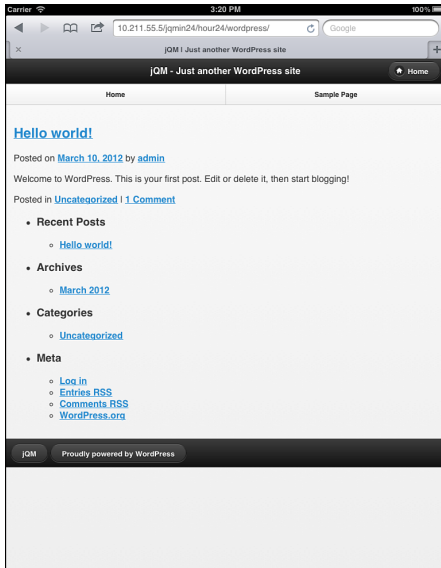 Carrier 3:20 PM 100%
10.211.55.5/jqmin24/hour24/wordpress/ Google
jQM | Just another WordPress site
jQM - Just another WordPress site Home
Home Sample Page
Hello world!
Posted on March 10, 2012 by admin
Welcome to WordPress. This is your first post. Edit or delete it, then start blogging!
Posted in Uncategorized | 1 Comment
Recent Posts
Hello world!
Archives
March 2012
Categories
Uncategorized
Meta
Log in
Entries RSS
Comments RSS
WordPress.org
jQM Proudly powered by WordPress